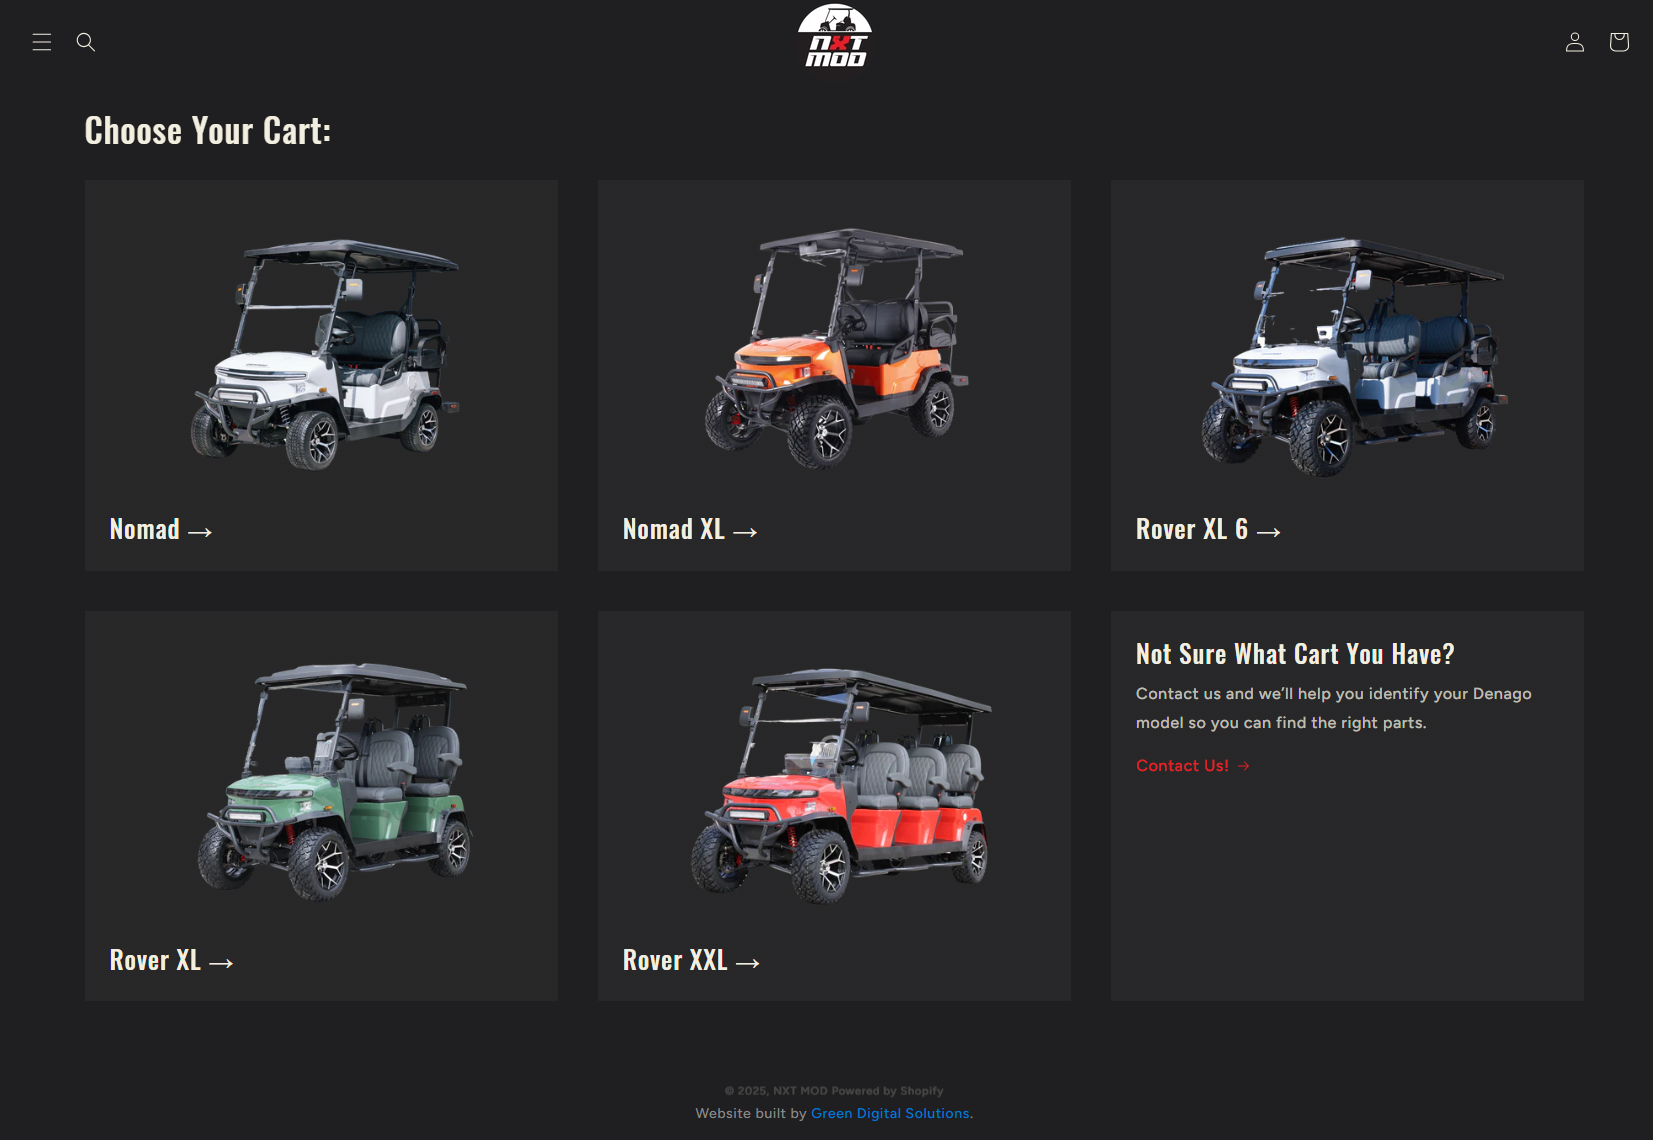 NXT
MOD
Choose Your Cart:
Nomad →
Nomad XL →
Rover XL 6 →
Rover XL →
Rover XXL →
Not Sure What Cart You Have?
Contact us and we’ll help you identify your Denago
model so you can find the right parts.
Contact Us! →
© 2025, NXT MOD Powered by Shopify
Website built by Green Digital Solutions.